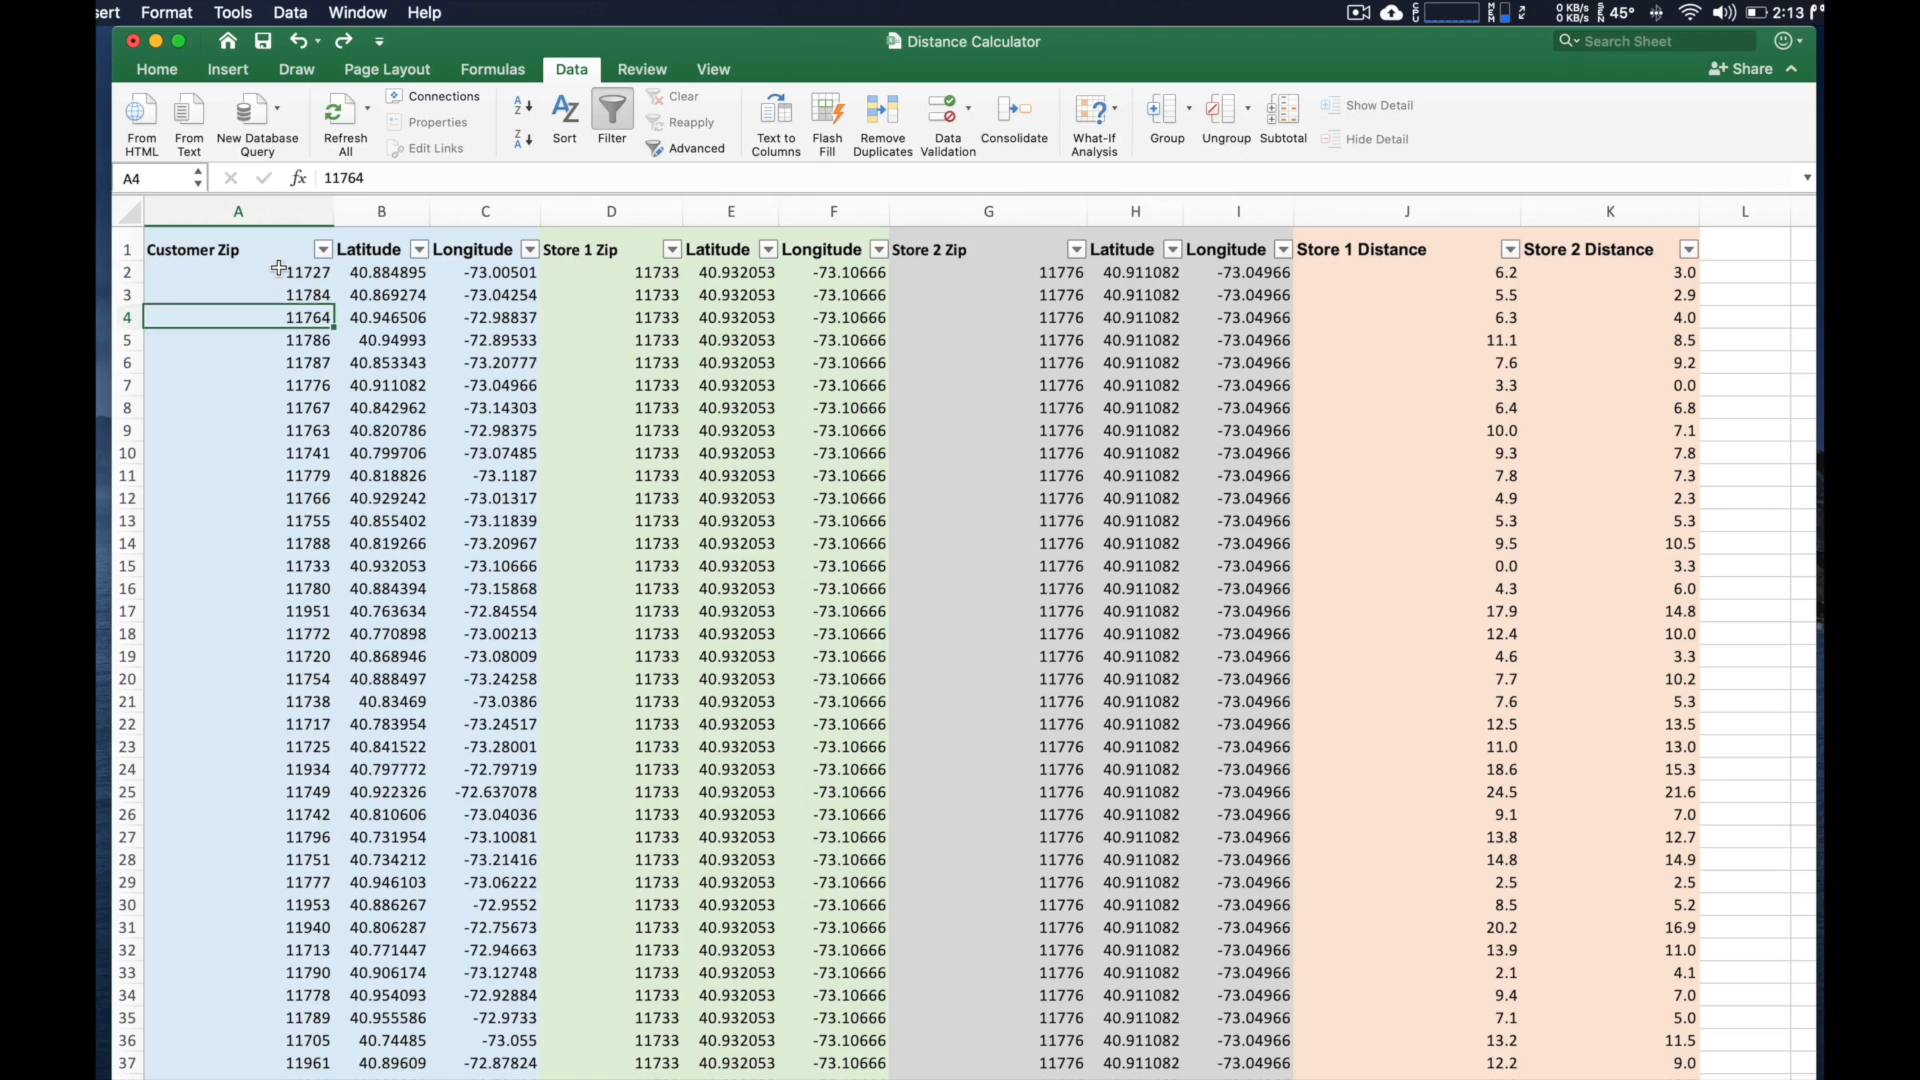 sert Format Tools Data Window Help 0 KB/s 0 KB/s 45° 2:13
Distance Calculator Search Sheet
Home Insert Draw Page Layout Formulas Data Review View Share
From HTML From Text New Database Query Refresh All Connections Properties Edit Links Sort Filter Clear Reapply Advanced Text to Columns Flash Fill Remove Duplicates Data Validation Consolidate What-If Analysis Group Ungroup Subtotal Show Detail Hide Detail
A4 fx 11764
A B C D E F G H I J K L
1 Customer Zip Latitude Longitude Store 1 Zip Latitude Longitude Store 2 Zip Latitude Longitude Store 1 Distance Store 2 Distance
2 11727 40.884895 -73.00501 11733 40.932053 -73.10666 11776 40.911082 -73.04966 6.2 3.0
3 11784 40.869274 -73.04254 11733 40.932053 -73.10666 11776 40.911082 -73.04966 5.5 2.9
4 11764 40.946506 -72.98837 11733 40.932053 -73.10666 11776 40.911082 -73.04966 6.3 4.0
5 11786 40.94993 -72.89533 11733 40.932053 -73.10666 11776 40.911082 -73.04966 11.1 8.5
6 11787 40.853343 -73.20777 11733 40.932053 -73.10666 11776 40.911082 -73.04966 7.6 9.2
7 11776 40.911082 -73.04966 11733 40.932053 -73.10666 11776 40.911082 -73.04966 3.3 0.0
8 11767 40.842962 -73.14303 11733 40.932053 -73.10666 11776 40.911082 -73.04966 6.4 6.8
9 11763 40.820786 -72.98375 11733 40.932053 -73.10666 11776 40.911082 -73.04966 10.0 7.1
10 11741 40.799706 -73.07485 11733 40.932053 -73.10666 11776 40.911082 -73.04966 9.3 7.8
11 11779 40.818826 -73.1187 11733 40.932053 -73.10666 11776 40.911082 -73.04966 7.8 7.3
12 11766 40.929242 -73.01317 11733 40.932053 -73.10666 11776 40.911082 -73.04966 4.9 2.3
13 11755 40.855402 -73.11839 11733 40.932053 -73.10666 11776 40.911082 -73.04966 5.3 5.3
14 11788 40.819266 -73.20967 11733 40.932053 -73.10666 11776 40.911082 -73.04966 9.5 10.5
15 11733 40.932053 -73.10666 11733 40.932053 -73.10666 11776 40.911082 -73.04966 0.0 3.3
16 11780 40.884394 -73.15868 11733 40.932053 -73.10666 11776 40.911082 -73.04966 4.3 6.0
17 11951 40.763634 -72.84554 11733 40.932053 -73.10666 11776 40.911082 -73.04966 17.9 14.8
18 11772 40.770898 -73.00213 11733 40.932053 -73.10666 11776 40.911082 -73.04966 12.4 10.0
19 11720 40.868946 -73.08009 11733 40.932053 -73.10666 11776 40.911082 -73.04966 4.6 3.3
20 11754 40.888497 -73.24258 11733 40.932053 -73.10666 11776 40.911082 -73.04966 7.7 10.2
21 11738 40.83469 -73.0386 11733 40.932053 -73.10666 11776 40.911082 -73.04966 7.6 5.3
22 11717 40.783954 -73.24517 11733 40.932053 -73.10666 11776 40.911082 -73.04966 12.5 13.5
23 11725 40.841522 -73.28001 11733 40.932053 -73.10666 11776 40.911082 -73.04966 11.0 13.0
24 11934 40.797772 -72.79719 11733 40.932053 -73.10666 11776 40.911082 -73.04966 18.6 15.3
25 11749 40.922326 -72.637078 11733 40.932053 -73.10666 11776 40.911082 -73.04966 24.5 21.6
26 11742 40.810606 -73.04036 11733 40.932053 -73.10666 11776 40.911082 -73.04966 9.1 7.0
27 11796 40.731954 -73.10081 11733 40.932053 -73.10666 11776 40.911082 -73.04966 13.8 12.7
28 11751 40.734212 -73.21416 11733 40.932053 -73.10666 11776 40.911082 -73.04966 14.8 14.9
29 11777 40.946103 -73.06222 11733 40.932053 -73.10666 11776 40.911082 -73.04966 2.5 2.5
30 11953 40.886267 -72.9552 11733 40.932053 -73.10666 11776 40.911082 -73.04966 8.5 5.2
31 11940 40.806287 -72.75673 11733 40.932053 -73.10666 11776 40.911082 -73.04966 20.2 16.9
32 11713 40.771447 -72.94663 11733 40.932053 -73.10666 11776 40.911082 -73.04966 13.9 11.0
33 11790 40.906174 -73.12748 11733 40.932053 -73.10666 11776 40.911082 -73.04966 2.1 4.1
34 11778 40.954093 -72.92884 11733 40.932053 -73.10666 11776 40.911082 -73.04966 9.4 7.0
35 11789 40.955586 -72.9733 11733 40.932053 -73.10666 11776 40.911082 -73.04966 7.1 5.0
36 11705 40.74485 -73.055 11733 40.932053 -73.10666 11776 40.911082 -73.04966 13.2 11.5
37 11961 40.89609 -72.87824 11733 40.932053 -73.10666 11776 40.911082 -73.04966 12.2 9.0